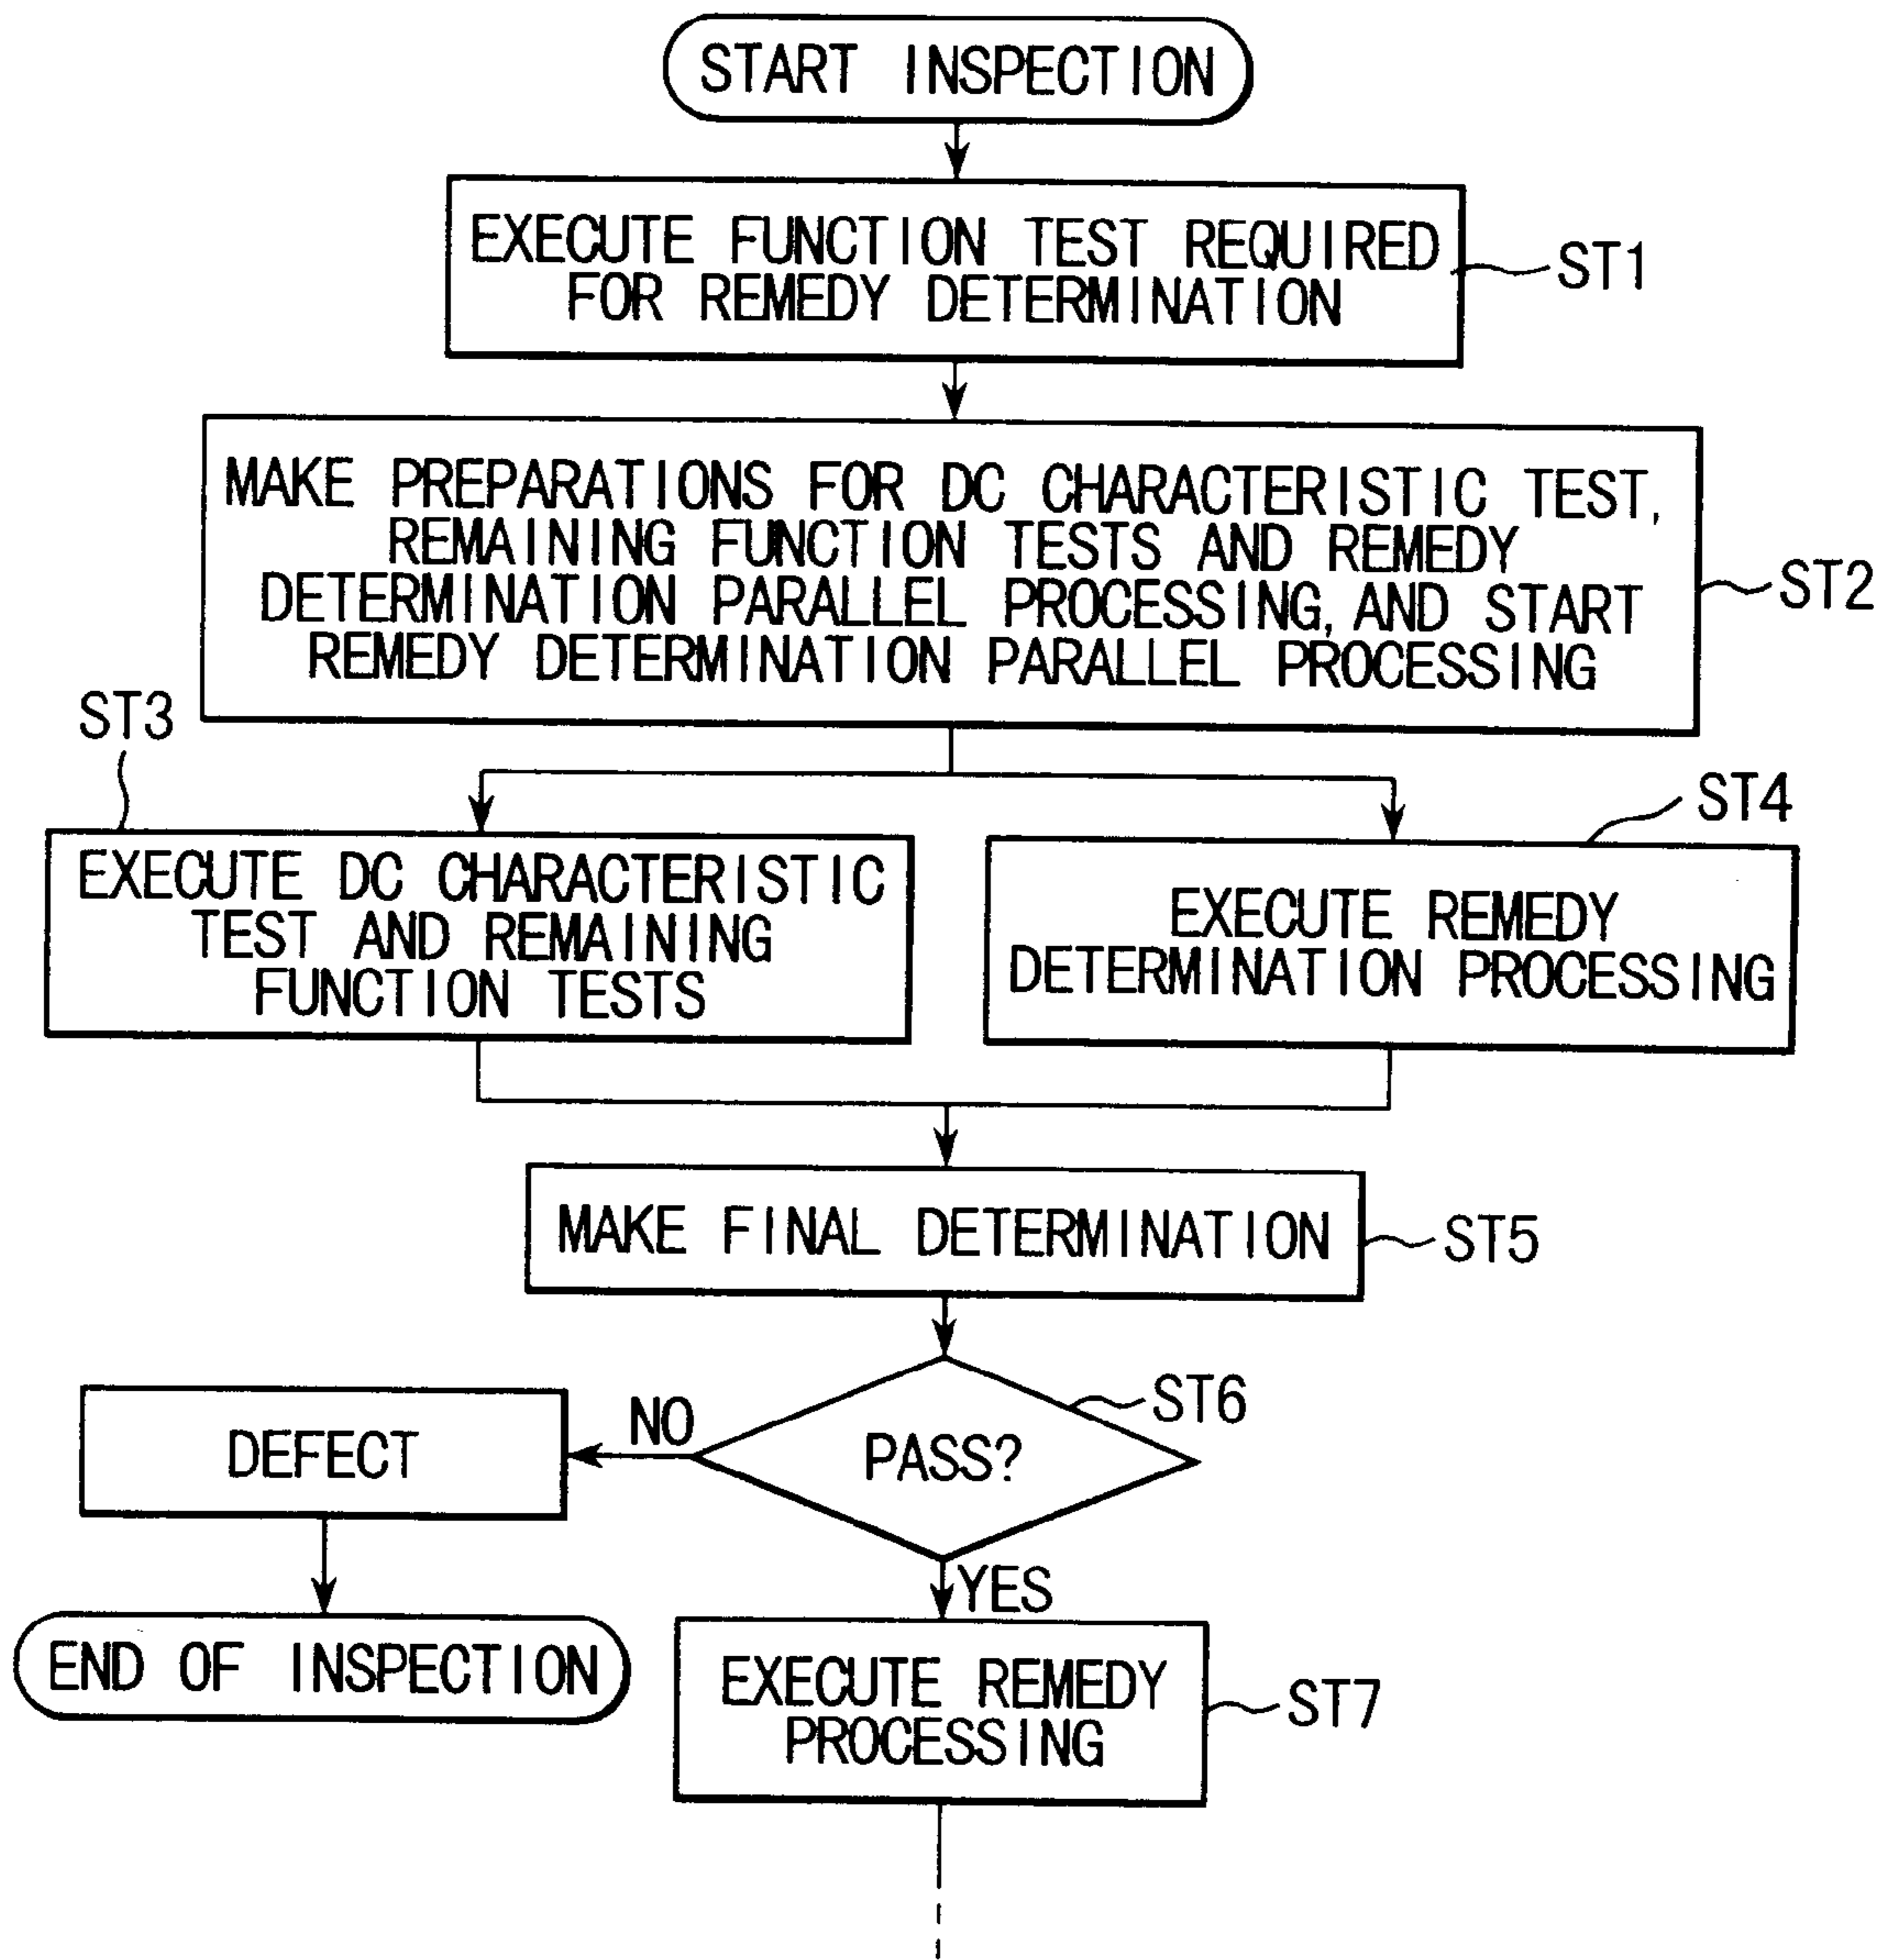 START INSPECTION
EXECUTE FUNCTION TEST REQUIRED
FOR REMEDY DETERMINATION
ST1
MAKE PREPARATIONS FOR DC CHARACTERISTIC TEST,
REMAINING FUNCTION TESTS AND REMEDY
DETERMINATION PARALLEL PROCESSING, AND START
REMEDY DETERMINATION PARALLEL PROCESSING
ST2
ST3
EXECUTE DC CHARACTERISTIC
TEST AND REMAINING
FUNCTION TESTS
ST4
EXECUTE REMEDY
DETERMINATION PROCESSING
MAKE FINAL DETERMINATION
ST5
ST6
PASS?
NO
DEFECT
END OF INSPECTION
YES
EXECUTE REMEDY
PROCESSING
ST7